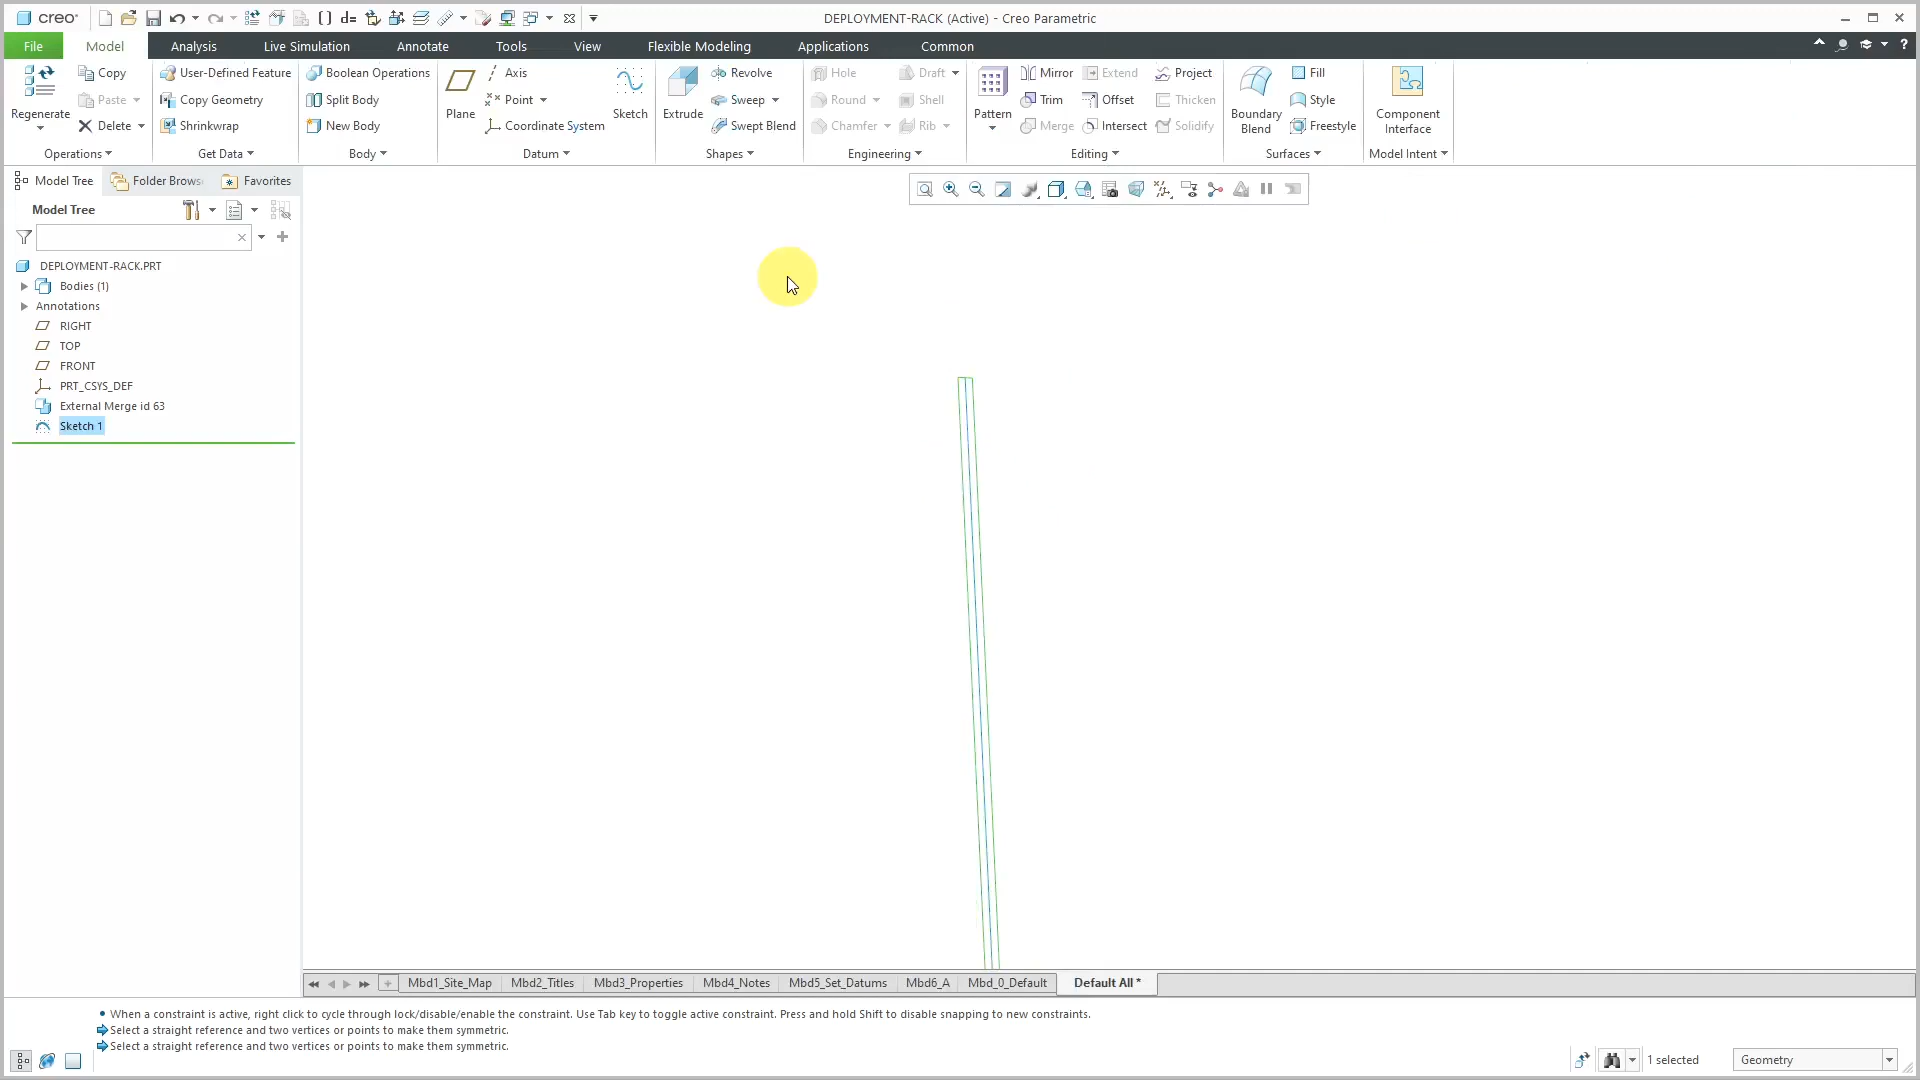 creo
d=
DEPLOYMENT-RACK (Active) - Creo Parametric
File Model Analysis Live Simulation Annotate Tools View Flexible Modeling Applications Common
?
Regenerate
Copy
Paste
Delete
Operations
User-Defined Feature
Copy Geometry
Shrinkwrap
Get Data
Boolean Operations
Split Body
New Body
Body
Plane
Axis
Point
Coordinate System
Sketch
Datum
Extrude
Revolve
Sweep
Swept Blend
Shapes
Hole
Round
Chamfer
Draft
Shell
Rib
Engineering
Pattern
Mirror
Trim
Merge
Extend
Offset
Intersect
Project
Thicken
Solidify
Editing
Boundary
Blend
Fill
Style
Freestyle
Surfaces
Component
Interface
Model Intent
Model Tree Folder Brows Favorites
Model Tree
DEPLOYMENT-RACK.PRT
Bodies (1)
Annotations
RIGHT
TOP
FRONT
PRT_CSYS_DEF
External Merge id 63
Sketch 1
Mbd1_Site_Map Mbd2_Titles Mbd3_Properties Mbd4_Notes Mbd5_Set_Datums Mbd6_A Mbd_0_Default Default All *
When a constraint is active, right click to cycle through lock/disable/enable the constraint. Use Tab key to toggle active constraint. Press and hold Shift to disable snapping to new constraints.
Select a straight reference and two vertices or points to make them symmetric.
Select a straight reference and two vertices or points to make them symmetric.
1 selected
Geometry